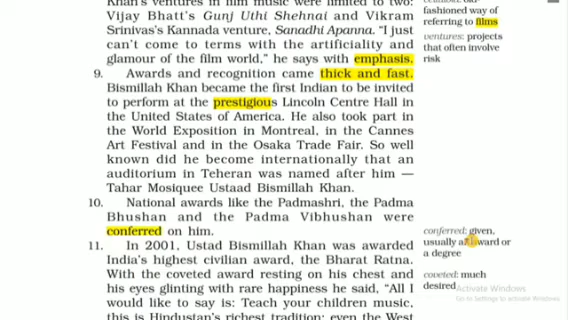 Khan's ventures in film music were limited to two:
Vijay Bhatt's Gunj Uthi Shehnai and Vikram
Srinivas's Kannada venture, Sanadhi Apanna. "I just
can't come to terms with the artificiality and
glamour of the film world," he says with emphasis.
9. Awards and recognition came thick and fast.
Bismillah Khan became the first Indian to be invited
to perform at the prestigious Lincoln Centre Hall in
the United States of America. He also took part in
the World Exposition in Montreal, in the Cannes
Art Festival and in the Osaka Trade Fair. So well
known did he become internationally that an
auditorium in Teheran was named after him —
Tahar Mosiquee Ustaad Bismillah Khan.
10. National awards like the Padmashri, the Padma
Bhushan and the Padma Vibhushan were
conferred on him.
11. In 2001, Ustad Bismillah Khan was awarded
India's highest civilian award, the Bharat Ratna.
With the coveted award resting on his chest and
his eyes glinting with rare happiness he said, "All I
would like to say is: Teach your children music,
this is Hindustan's richest tradition; even the West
fashioned way of
referring to films
ventures: projects
that often involve
risk
conferred: given,
usually award or
a degree
coveted: much
desired
Activate Windows
Go to Settings to activate Windows.